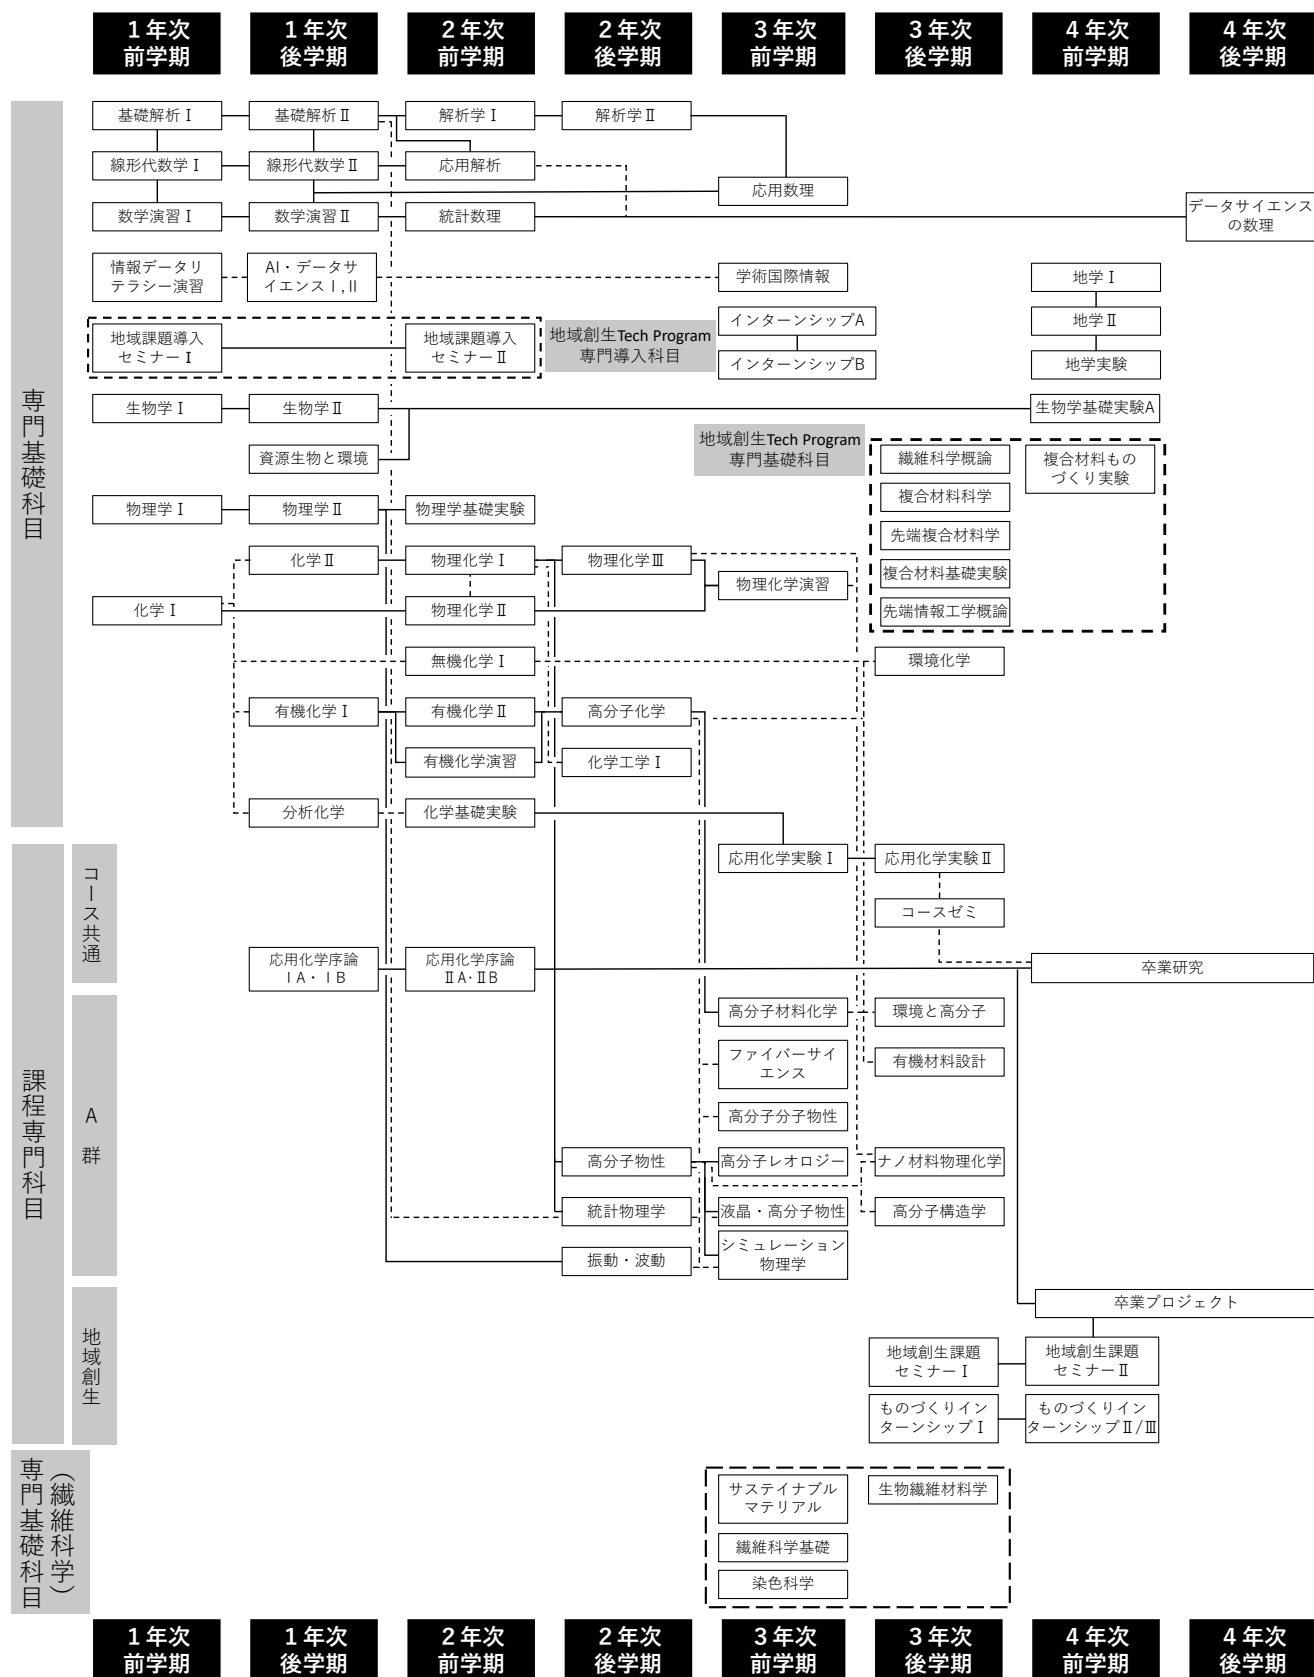 １年次
前学期
１年次
後学期
２年次
前学期
２年次
後学期
３年次
前学期
３年次
後学期
４年次
前学期
４年次
後学期
専門基礎科目
基礎解析Ⅰ
基礎解析Ⅱ
解析学Ⅰ
解析学Ⅱ
線形代数学Ⅰ
線形代数学Ⅱ
応用解析
応用数理
数学演習Ⅰ
数学演習Ⅱ
統計数理
データサイエンス
の数理
情報データリ
テラシー演習
AI・データサ
イエンスⅠ,Ⅱ
学術国際情報
地学Ⅰ
地域課題導入
セミナーⅠ
地域課題導入
セミナーⅡ
地域創生Tech Program
専門導入科目
インターンシップA
地学Ⅱ
インターンシップB
地学実験
生物学Ⅰ
生物学Ⅱ
生物学基礎実験A
資源生物と環境
地域創生Tech Program
専門基礎科目
繊維科学概論
複合材料もの
づくり実験
複合材料科学
先端複合材料学
複合材料基礎実験
先端情報工学概論
物理学Ⅰ
物理学Ⅱ
物理学基礎実験
化学Ⅱ
物理化学Ⅰ
物理化学Ⅲ
物理化学演習
化学Ⅰ
物理化学Ⅱ
無機化学Ⅰ
環境化学
有機化学Ⅰ
有機化学Ⅱ
高分子化学
有機化学演習
化学工学Ⅰ
分析化学
化学基礎実験
課程専門科目
コース共通
応用化学実験Ⅰ
応用化学実験Ⅱ
コースゼミ
応用化学序論
ⅠA・ⅠB
応用化学序論
ⅡA・ⅡB
卒業研究
A群
高分子材料化学
環境と高分子
ファイバーサイ
エンス
有機材料設計
高分子分子物性
高分子物性
高分子レオロジー
ナノ材料物理化学
統計物理学
液晶・高分子物性
高分子構造学
振動・波動
シミュレーション
物理学
地域創生
卒業プロジェクト
地域創生課題
セミナーⅠ
地域創生課題
セミナーⅡ
ものづくりイン
ターンシップⅠ
ものづくりイン
ターンシップⅡ/Ⅲ
（繊維科学）
専門基礎科目
サステイナブル
マテリアル
生物繊維材料学
繊維科学基礎
染色科学
１年次
前学期
１年次
後学期
２年次
前学期
２年次
後学期
３年次
前学期
３年次
後学期
４年次
前学期
４年次
後学期